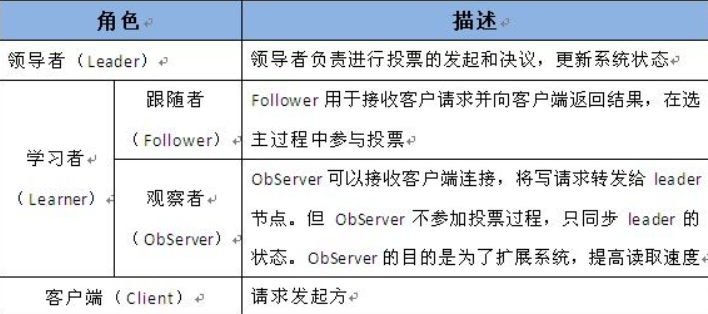 角色
描述
领导者（Leader）
领导者负责进行投票的发起和决议，更新系统状态
学习者
（Learner）
跟随者
（Follower）
Follower 用于接收客户请求并向客户端返回结果，在选
主过程中参与投票
观察者
（ObServer）
ObServer 可以接收客户端连接，将写请求转发给 leader
节点。但 ObServer 不参加投票过程，只同步 leader 的
状态。ObServer 的目的是为了扩展系统，提高读取速度
客户端（Client）
请求发起方